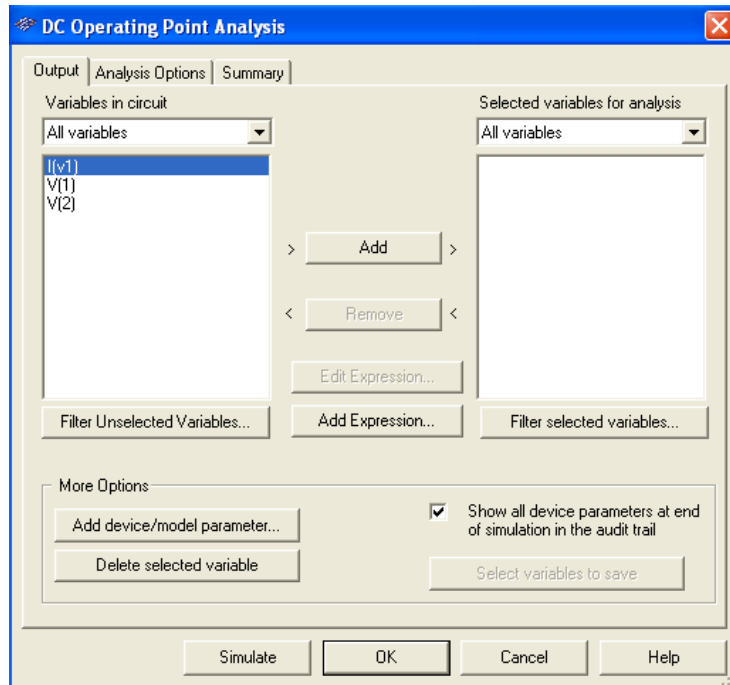 DC Operating Point Analysis
Output Analysis Options Summary
Variables in circuit
Selected variables for analysis
All variables
All variables
I(v1)
V(1)
V(2)
> Add >
< Remove <
Edit Expression...
Filter Unselected Variables...
Add Expression...
Filter selected variables...
More Options
Add device/model parameter...
Show all device parameters at end
of simulation in the audit trail
Delete selected variable
Select variables to save
Simulate
OK
Cancel
Help